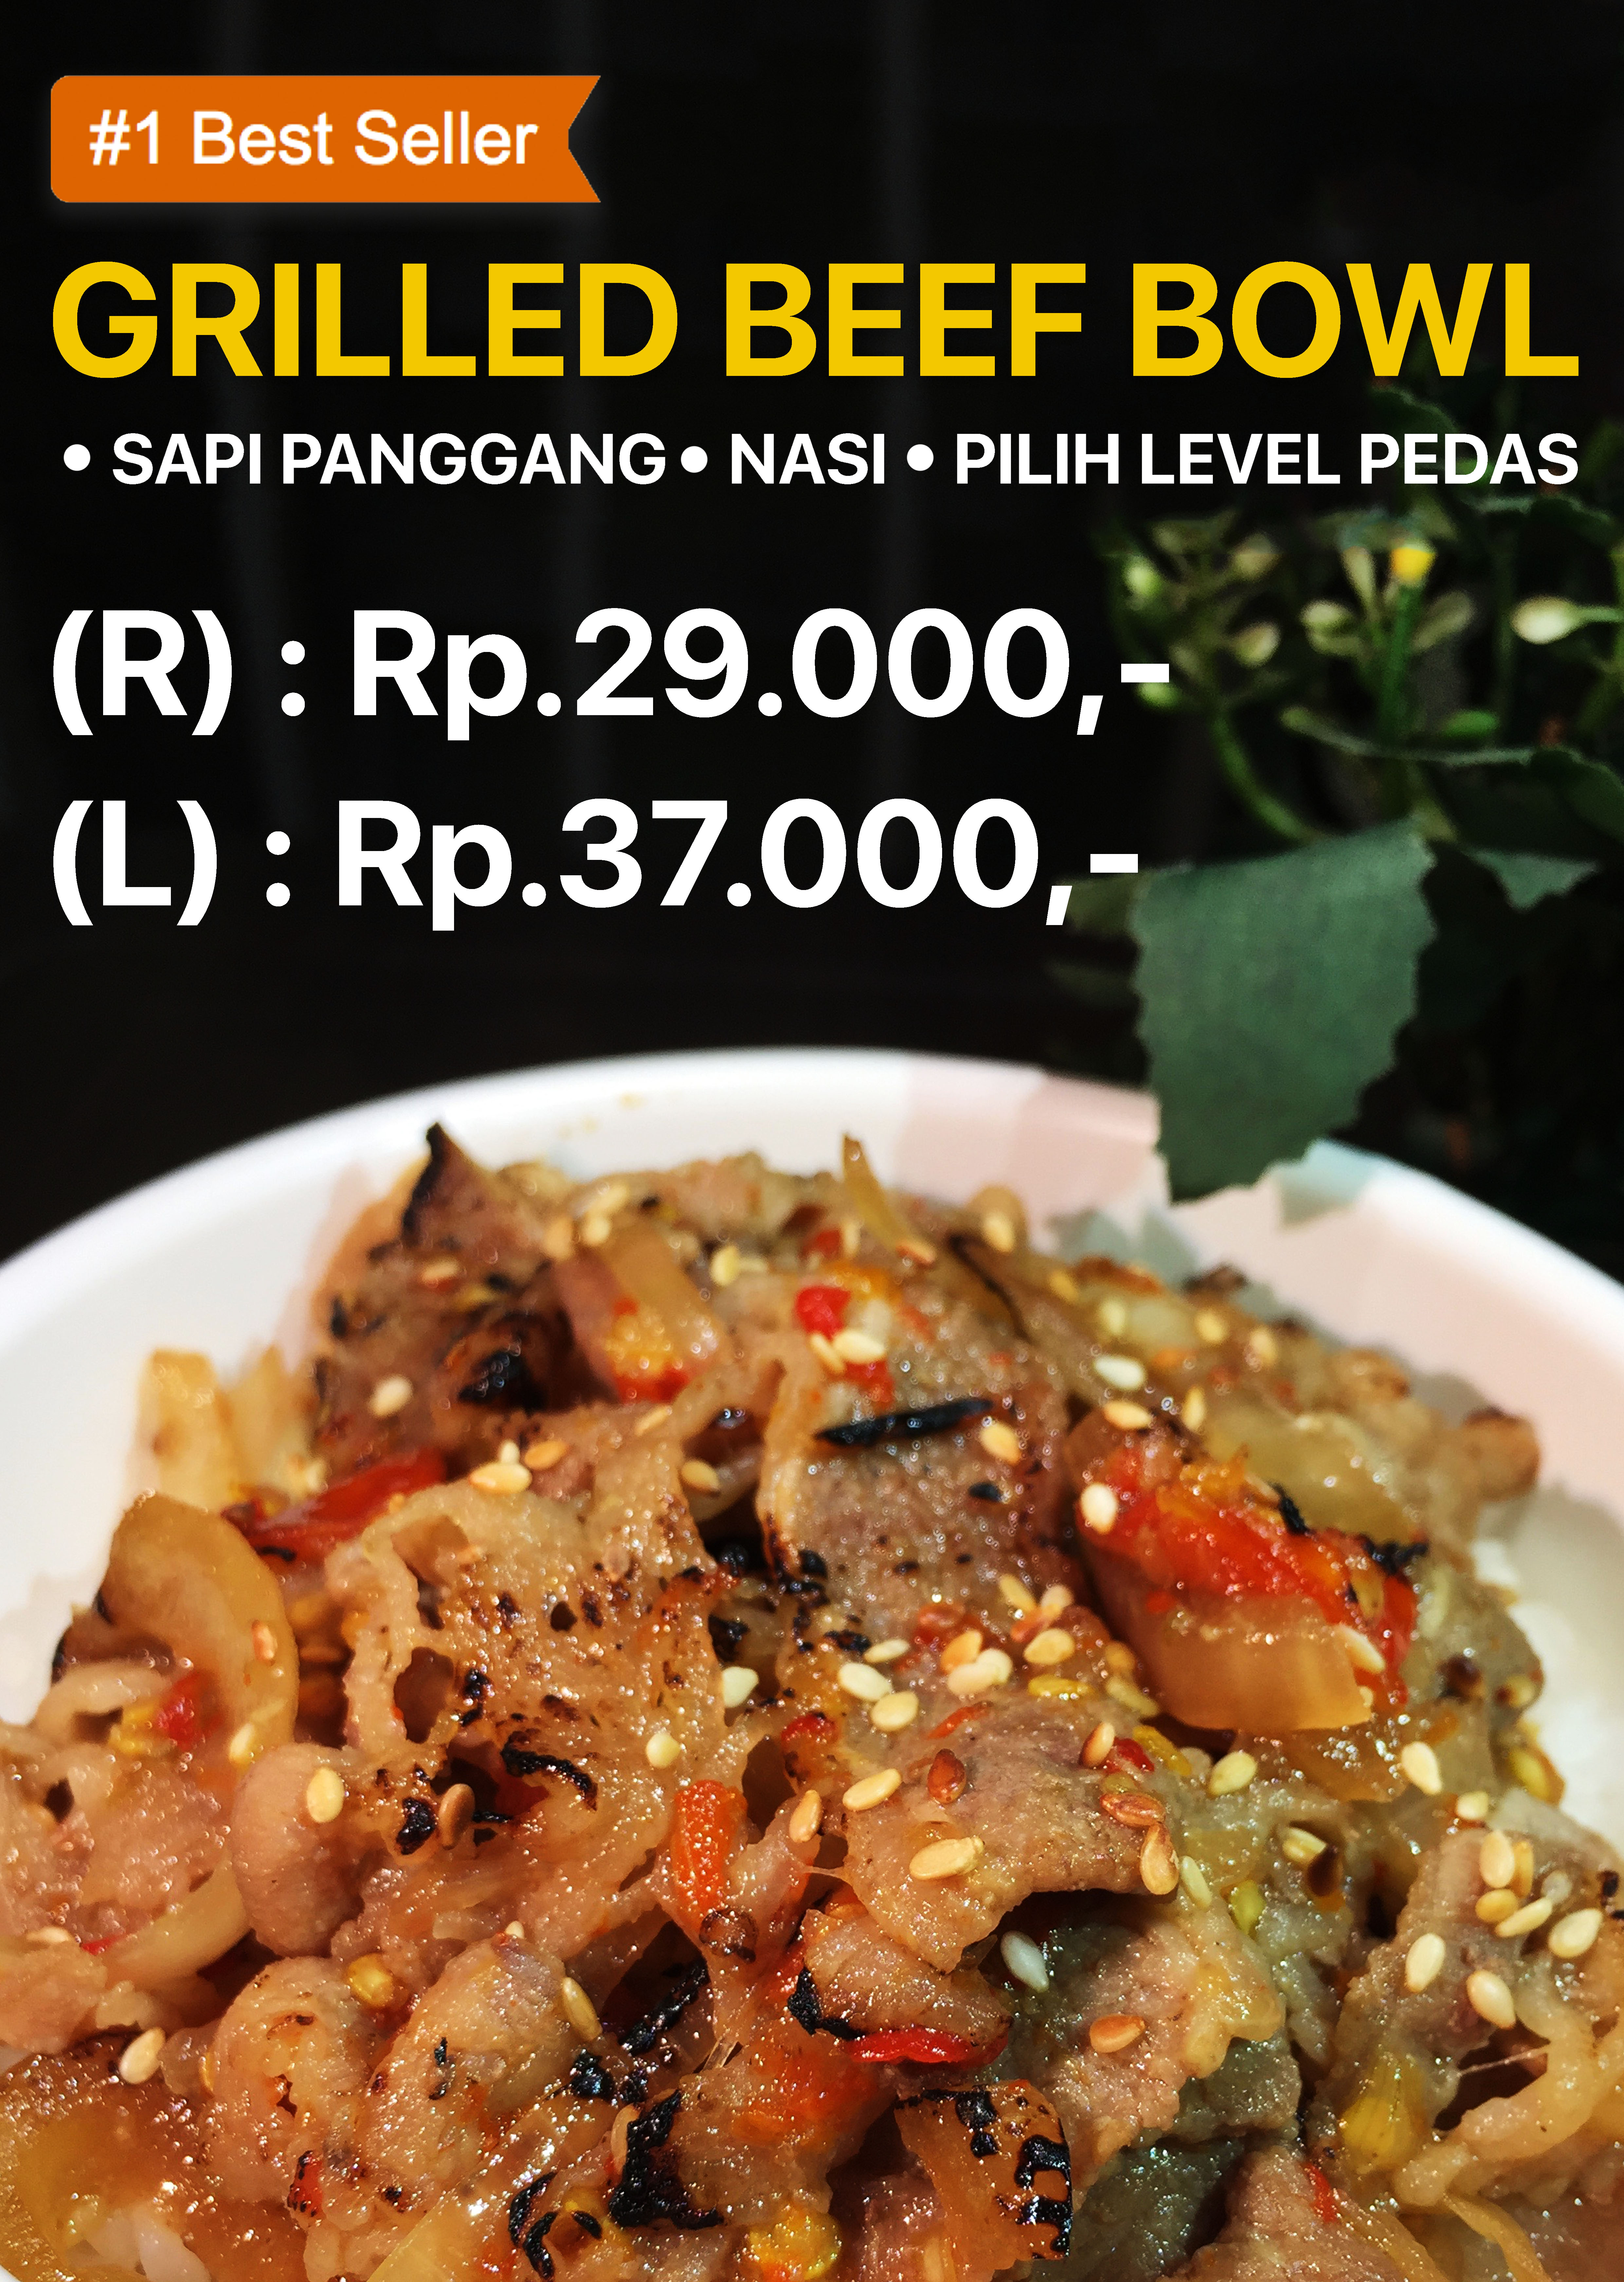 #1 Best Seller
GRILLED BEEF BOWL
• SAPI PANGGANG • NASI • PILIH LEVEL PEDAS
(R) : Rp.29.000,-
(L) : Rp.37.000,-